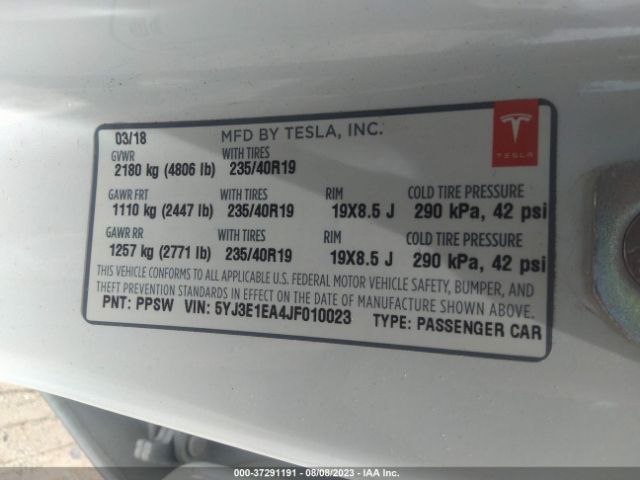 03/18 MFD BY TESLA, INC.
GVWR WITH TIRES
2180 kg (4806 lb) 235/40R19
TESLA
GAWR FRT WITH TIRES RIM COLD TIRE PRESSURE
1110 kg (2447 lb) 235/40R19 19X8.5 J 290 kPa, 42 psi
GAWR RR WITH TIRES RIM COLD TIRE PRESSURE
1257 kg (2771 lb) 235/40R19 19X8.5 J 290 kPa, 42 psi
THIS VEHICLE CONFORMS TO ALL APPLICABLE U.S. FEDERAL MOTOR VEHICLE SAFETY, BUMPER, AND
THEFT PREVENTION STANDARDS IN EFFECT ON THE DATE OF MANUFACTURE SHOWN ABOVE.
PNT: PPSW VIN: 5YJ3E1EA4JF010023 TYPE: PASSENGER CAR
000-37291191 - 08/08/2023 - IAA Inc.